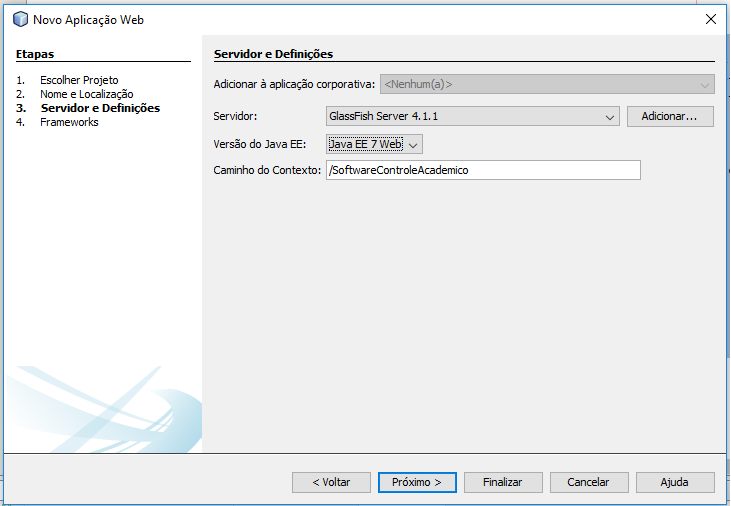 Novo Aplicação Web
Etapas
1. Escolher Projeto
2. Nome e Localização
3. Servidor e Definições
4. Frameworks
Servidor e Definições
Adicionar à aplicação corporativa: <Nenhum(a)>
Servidor: GlassFish Server 4.1.1 Adicionar...
Versão do Java EE: Java EE 7 Web
Caminho do Contexto: /SoftwareControleAcademico
< Voltar Próximo > Finalizar Cancelar Ajuda